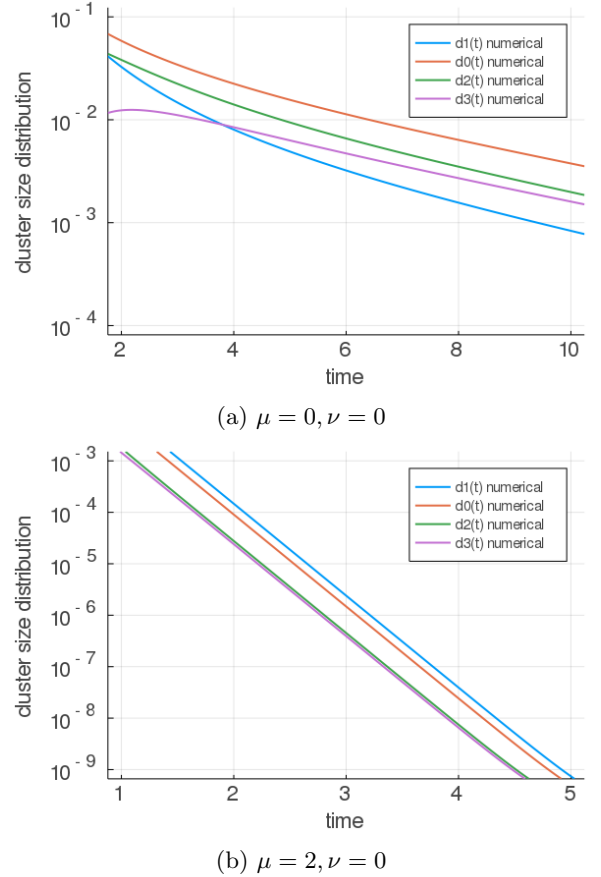 10 - 1
10 - 2
10 - 3
10 - 4
cluster size distribution
d1(t) numerical
d0(t) numerical
d2(t) numerical
d3(t) numerical
2 4 6 8 10
time
(a) μ = 0, ν = 0
10 - 3
10 - 4
10 - 5
10 - 6
10 - 7
10 - 8
10 - 9
cluster size distribution
d1(t) numerical
d0(t) numerical
d2(t) numerical
d3(t) numerical
1 2 3 4 5
time
(b) μ = 2, ν = 0